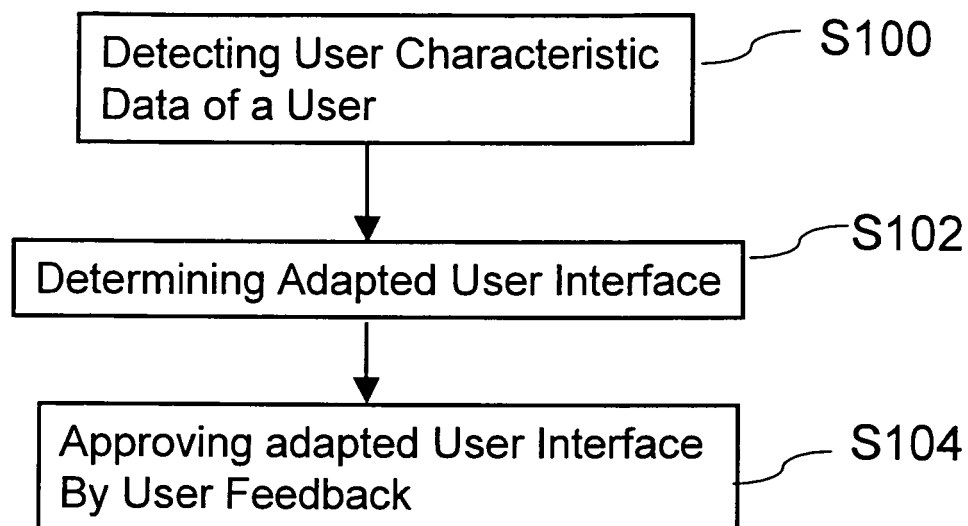 Detecting User Characteristic
Data of a User
S100
Determining Adapted User Interface
S102
Approving adapted User Interface
By User Feedback
S104